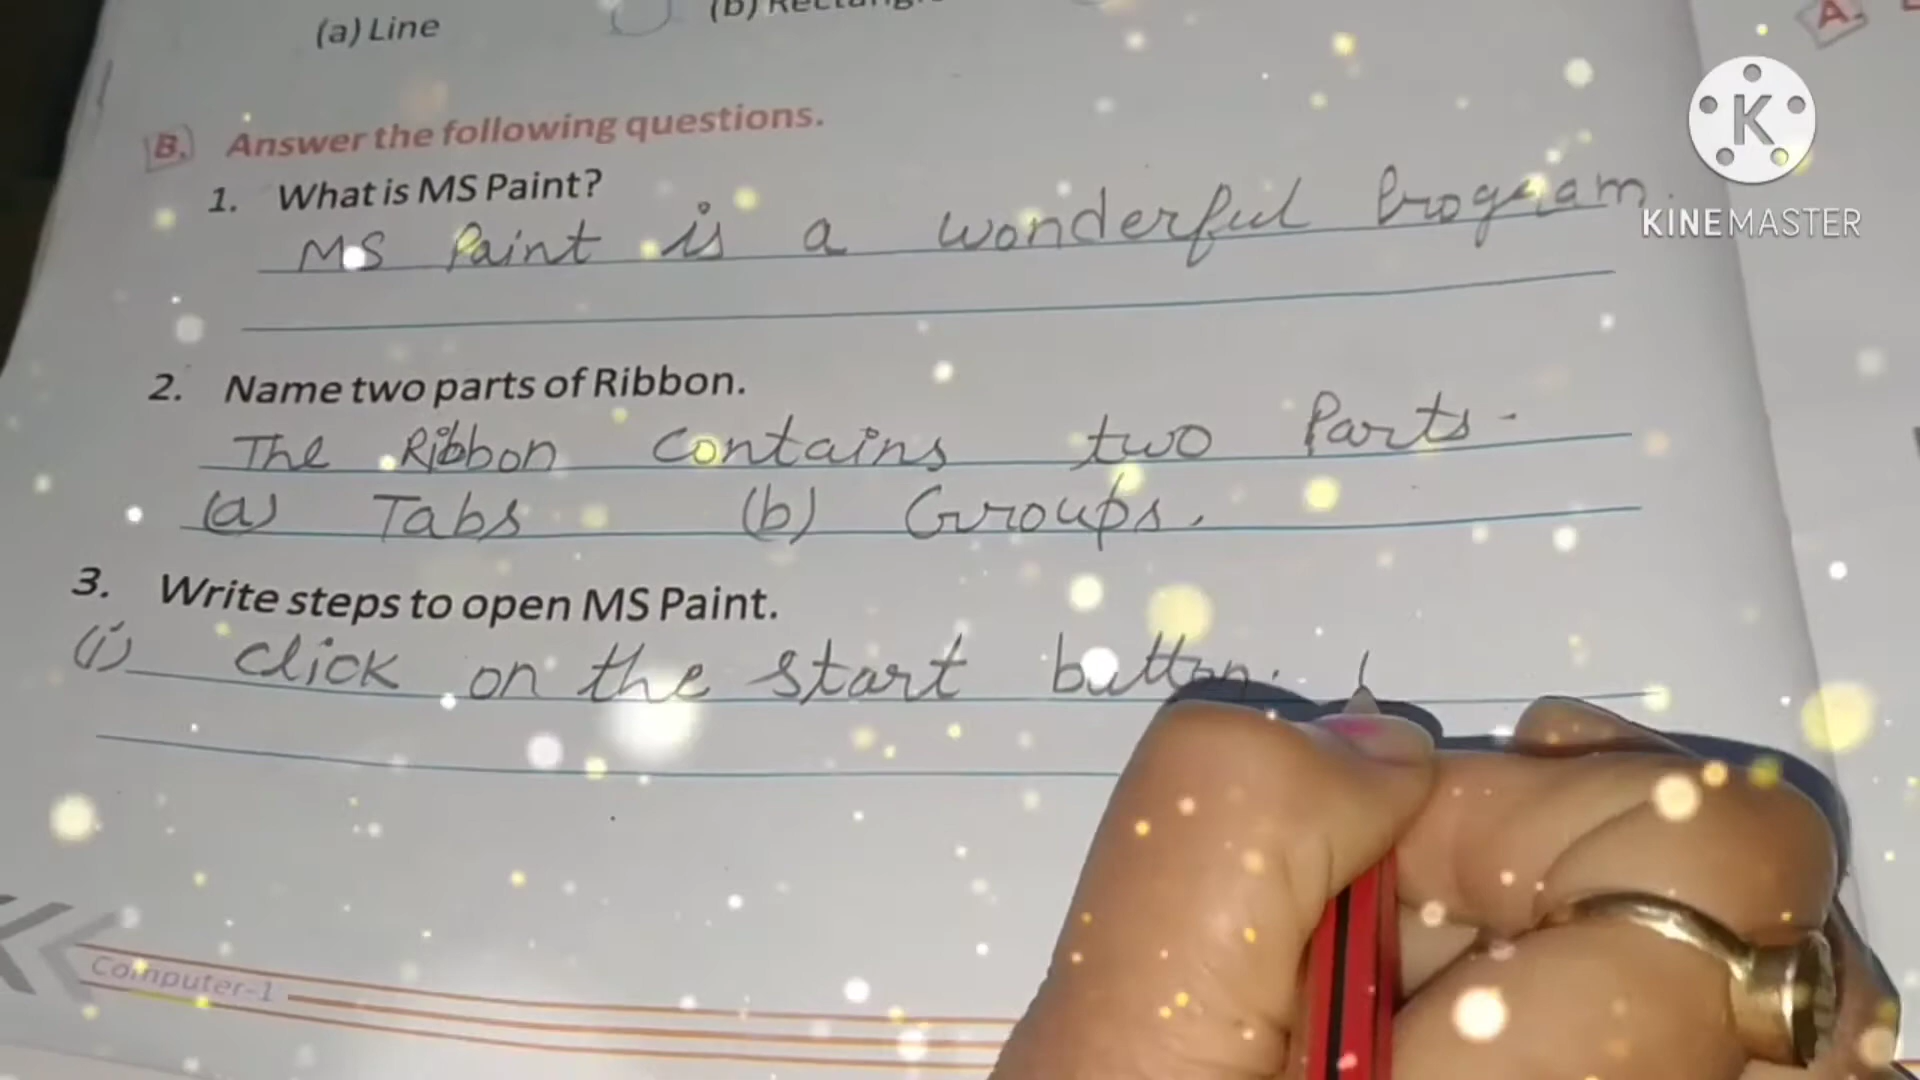 (a) Line
(b)
A.
B. Answer the following questions.
1. What is MS Paint?
MS Paint is a wonderful Program.
2. Name two parts of Ribbon.
The Ribbon contains two Parts.
(a) Tabs (b) Groups.
3. Write steps to open MS Paint.
(i) click on the start button. (
Computer-1
K
KINEMASTER